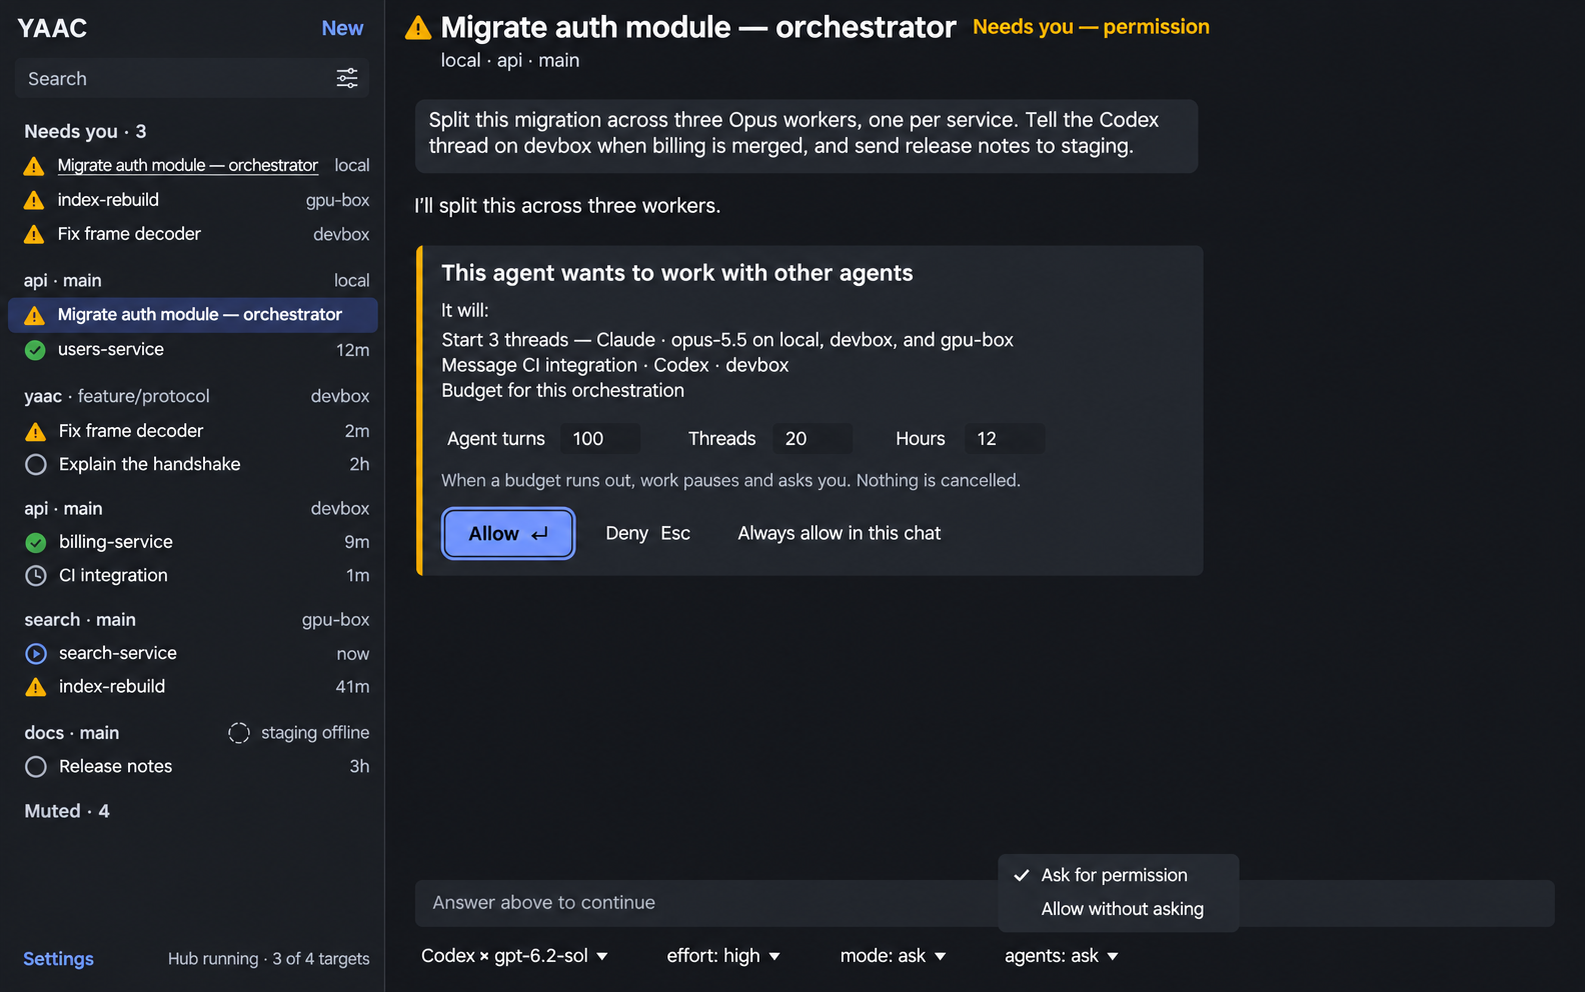 YAAC New
Search
Needs you · 3
Migrate auth module — orchestrator local
index-rebuild gpu-box
Fix frame decoder devbox
api · main local
Migrate auth module — orchestrator
users-service 12m
yaac · feature/protocol devbox
Fix frame decoder 2m
Explain the handshake 2h
api · main devbox
billing-service 9m
CI integration 1m
search · main gpu-box
search-service now
index-rebuild 41m
docs · main staging offline
Release notes 3h
Muted · 4
Settings Hub running · 3 of 4 targets
Migrate auth module — orchestrator Needs you — permission
local · api · main
Split this migration across three Opus workers, one per service. Tell the Codex
thread on devbox when billing is merged, and send release notes to staging.
I’ll split this across three workers.
This agent wants to work with other agents
It will:
Start 3 threads — Claude · opus-5.5 on local, devbox, and gpu-box
Message CI integration · Codex · devbox
Budget for this orchestration
Agent turns 100 Threads 20 Hours 12
When a budget runs out, work pauses and asks you. Nothing is cancelled.
Allow ↵ Deny Esc Always allow in this chat
Ask for permission
Allow without asking
Answer above to continue
Codex × gpt-6.2-sol effort: high mode: ask agents: ask